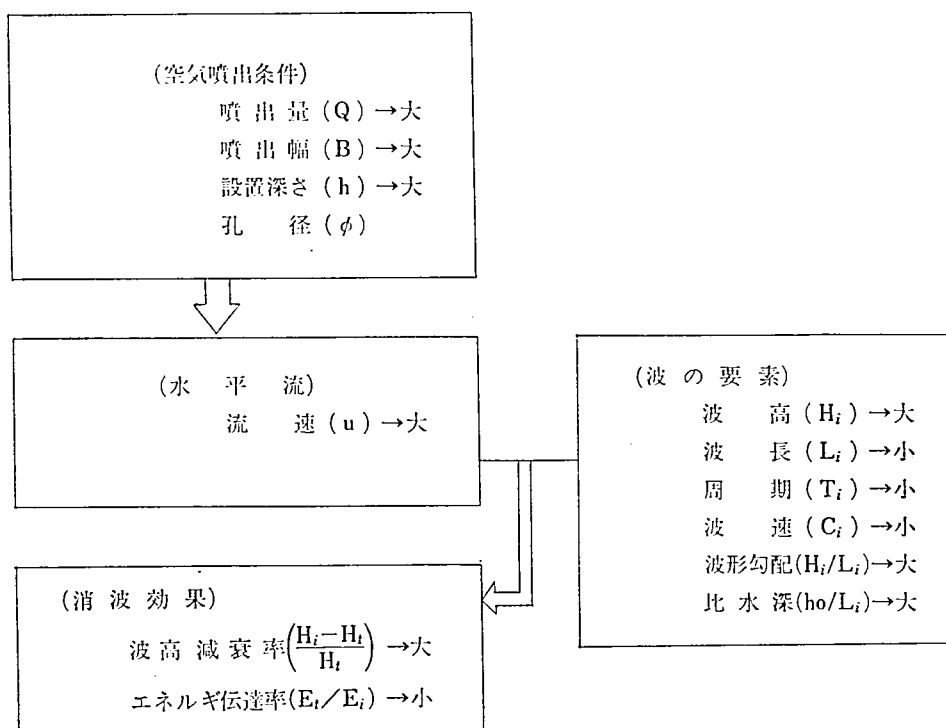 (空気噴出条件)
噴出量(Q)→大
噴出幅(B)→大
設置深さ(h)→大
孔径(φ)
(水平流)
流速(u)→大
(波の要素)
波高(Hi)→大
波長(Li)→小
周期(Ti)→小
波速(Ci)→小
波形勾配(Hi/Li)→大
比水深(ho/Li)→大
(消波効果)
波高減衰率((Hi−Ht)/Ht)→大
エネルギ伝達率(Et/Ei)→小